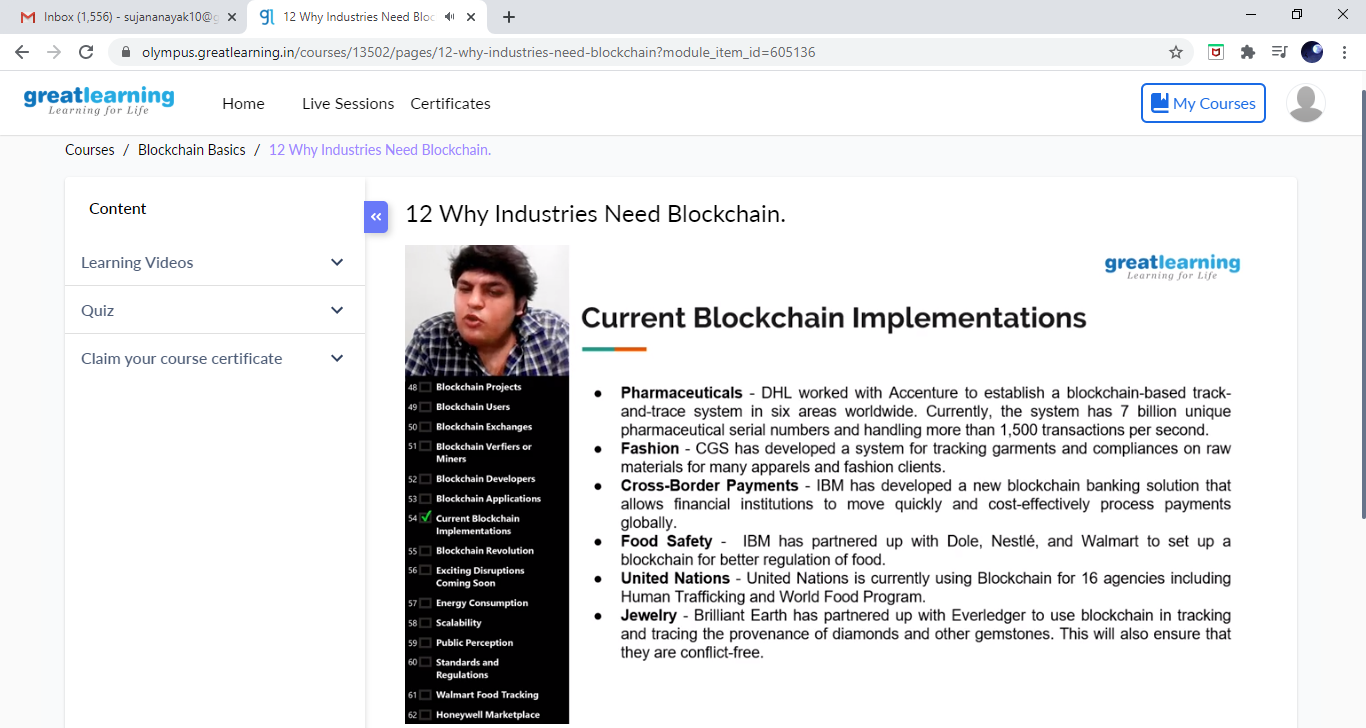 Inbox (1,556) - sujananayak10@g
12 Why Industries Need Bloc
olympus.greatlearning.in/courses/13502/pages/12-why-industries-need-blockchain?module_item_id=605136
greatlearning
Learning for Life
Home
Live Sessions
Certificates
My Courses
Courses / Blockchain Basics / 12 Why Industries Need Blockchain.
Content
Learning Videos
Quiz
Claim your course certificate
12 Why Industries Need Blockchain.
48 Blockchain Projects
49 Blockchain Users
50 Blockchain Exchanges
51 Blockchain Verfiers or
Miners
52 Blockchain Developers
53 Blockchain Applications
54 Current Blockchain
Implementations
55 Blockchain Revolution
56 Exciting Disruptions
Coming Soon
57 Energy Consumption
58 Scalability
59 Public Perception
60 Standards and
Regulations
61 Walmart Food Tracking
62 Honeywell Marketplace
greatlearning
Learning for Life
Current Blockchain Implementations
● Pharmaceuticals - DHL worked with Accenture to establish a blockchain-based track-
and-trace system in six areas worldwide. Currently, the system has 7 billion unique
pharmaceutical serial numbers and handling more than 1,500 transactions per second.
● Fashion - CGS has developed a system for tracking garments and compliances on raw
materials for many apparels and fashion clients.
● Cross-Border Payments - IBM has developed a new blockchain banking solution that
allows financial institutions to move quickly and cost-effectively process payments
globally.
● Food Safety - IBM has partnered up with Dole, Nestlé, and Walmart to set up a
blockchain for better regulation of food.
● United Nations - United Nations is currently using Blockchain for 16 agencies including
Human Trafficking and World Food Program.
● Jewelry - Brilliant Earth has partnered up with Everledger to use blockchain in tracking
and tracing the provenance of diamonds and other gemstones. This will also ensure that
they are conflict-free.